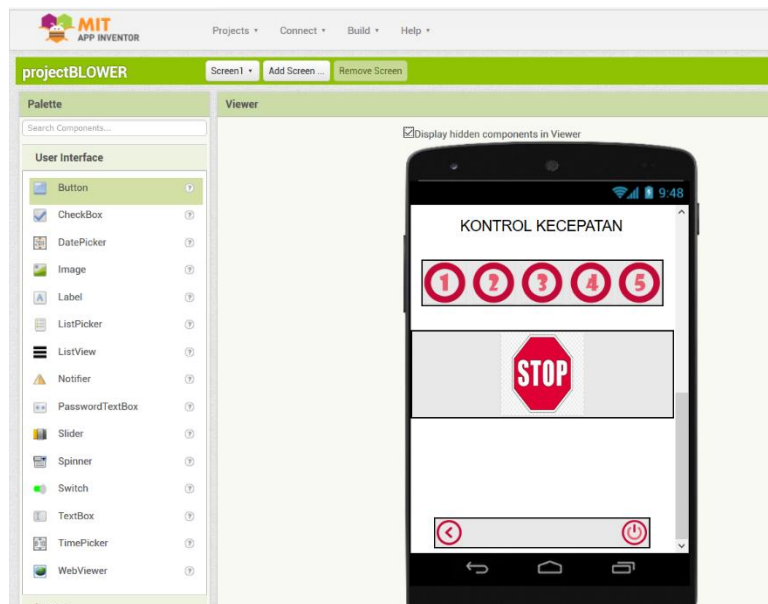 MIT
APP INVENTOR
Projects Connect Build Help
projectBLOWER
Screen1 Add Screen ... Remove Screen
Palette
Viewer
Search Components...
Display hidden components in Viewer
User Interface
Button
CheckBox
DatePicker
Image
Label
ListPicker
ListView
Notifier
PasswordTextBox
Slider
Spinner
Switch
TextBox
TimePicker
WebViewer
9:48
KONTROL KECEPATAN
1 2 3 4 5
STOP